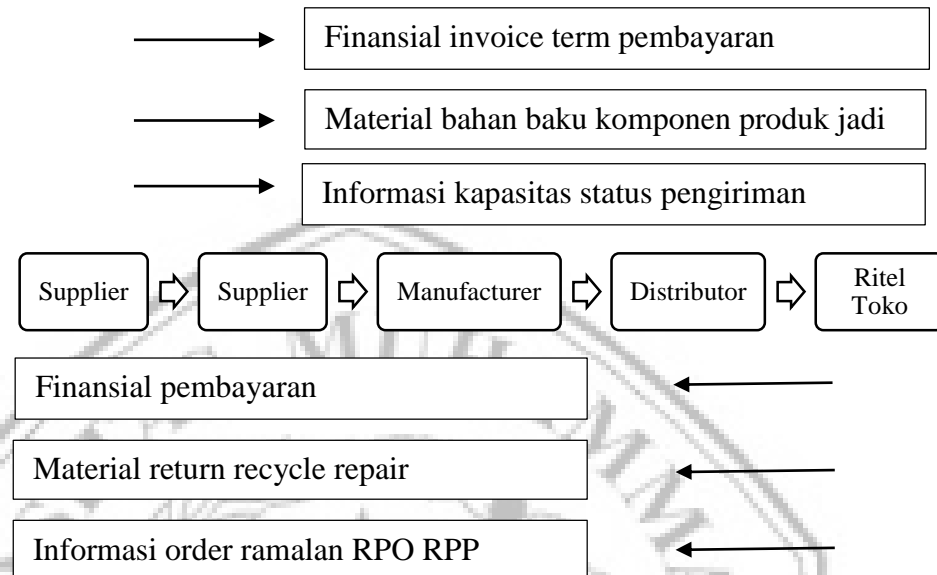 Finansial invoice term pembayaran
Material bahan baku komponen produk jadi
Informasi kapasitas status pengiriman
Supplier
Supplier
Manufacturer
Distributor
Ritel
Toko
Finansial pembayaran
Material return recycle repair
Informasi order ramalan RPO RPP